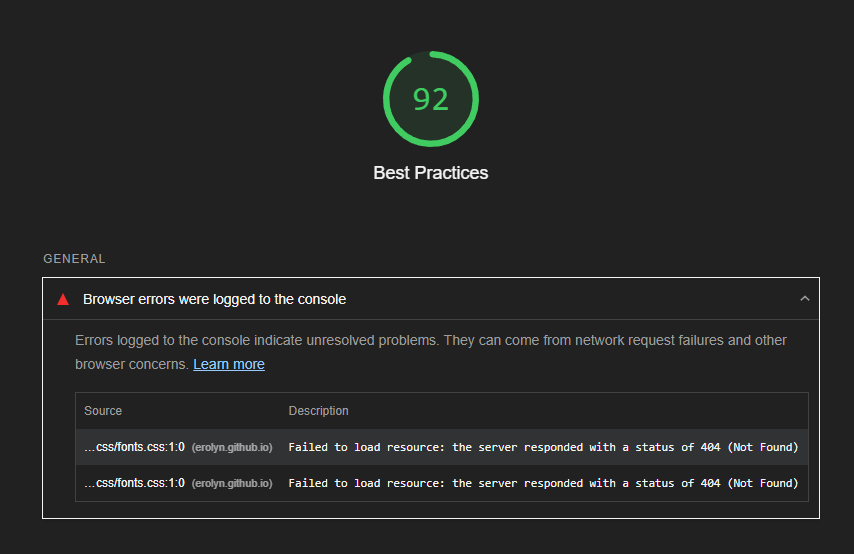 92
Best Practices
GENERAL
Browser errors were logged to the console
Errors logged to the console indicate unresolved problems. They can come from network request failures and other
browser concerns. Learn more
Source Description
…css/fonts.css:1:0 (erolyn.github.io) Failed to load resource: the server responded with a status of 404 (Not Found)
…css/fonts.css:1:0 (erolyn.github.io) Failed to load resource: the server responded with a status of 404 (Not Found)